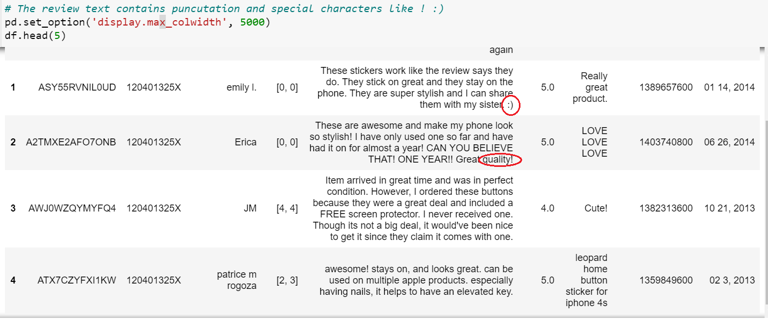 # The review text contains puncutation and special characters like ! :)
pd.set_option('display.max_colwidth', 5000)
df.head(5)
again
1 ASY55RVNIL0UD 120401325X emily l. [0, 0] These stickers work like the review says they 5.0 Really 1389657600 01 14, 2014
do. They stick on great and they stay on the great
phone. They are super stylish and I can share product.
them with my sister. :)
2 A2TMXE2AFO7ONB 120401325X Erica [0, 0] These are awesome and make my phone look 5.0 LOVE 1403740800 06 26, 2014
so stylish! I have only used one so far and have LOVE
had it on for almost a year! CAN YOU BELIEVE LOVE
THAT! ONE YEAR!! Great quality!
3 AWJ0WZQYMYFQ4 120401325X JM [4, 4] Item arrived in great time and was in perfect 4.0 Cute! 1382313600 10 21, 2013
condition. However, I ordered these buttons
because they were a great deal and included a
FREE screen protector. I never received one.
Though its not a big deal, it would've been nice
to get it since they claim it comes with one.
4 ATX7CZYFXI1KW 120401325X patrice m rogoza [2, 3] awesome! stays on, and looks great. can be 5.0 leopard 1359849600 02 3, 2013
used on multiple apple products. especially home
having nails, it helps to have an elevated key. button
sticker for
iphone 4s